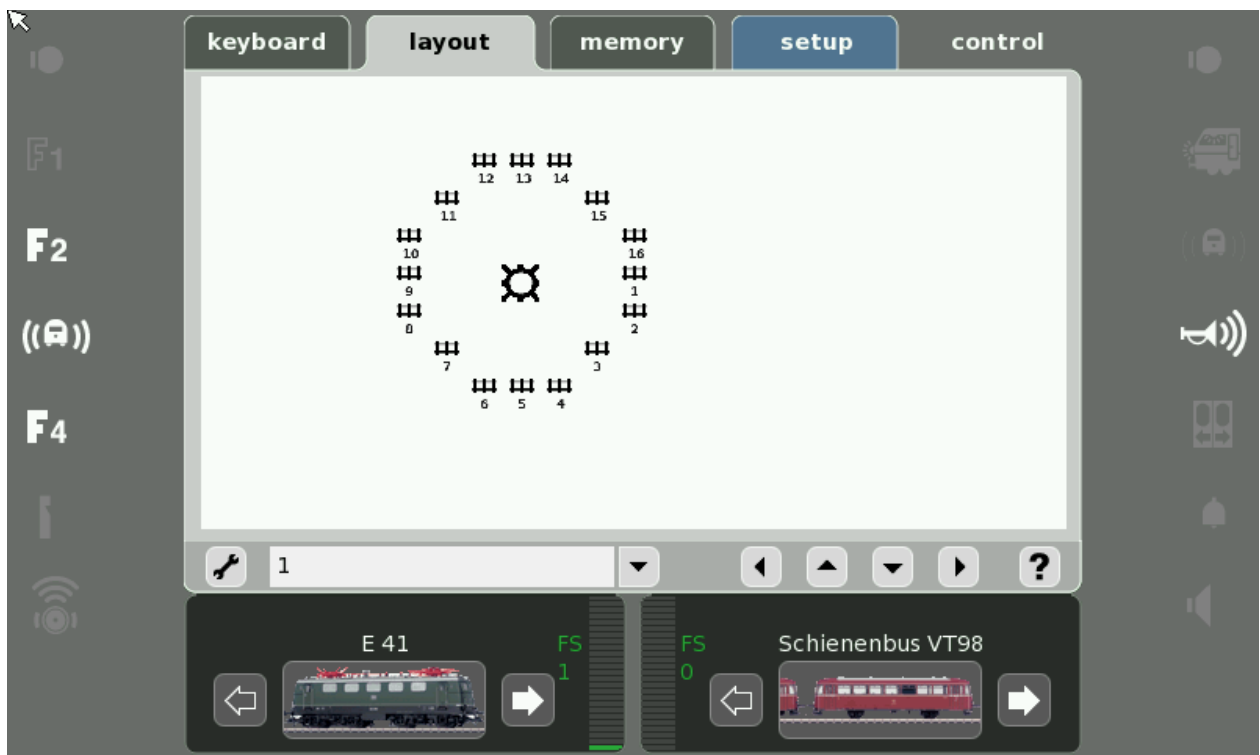 keyboard layout memory setup control
F1
F2
F4
12 13 14
11 15
10 16
9 1
8 2
7 3
6 5 4
1 ?
E 41 FS FS Schienenbus VT98
1 0